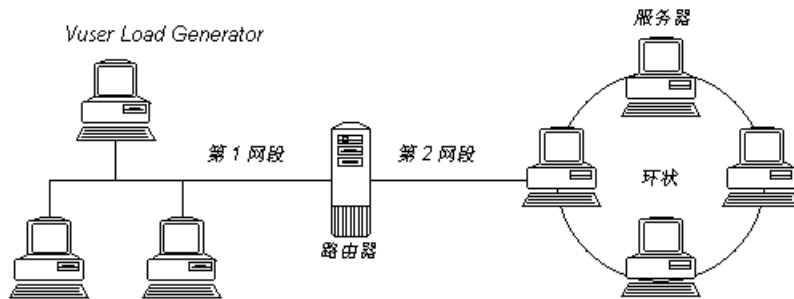 服务器
Vuser Load Generator
第 1 网段
第 2 网段
环状
路由器